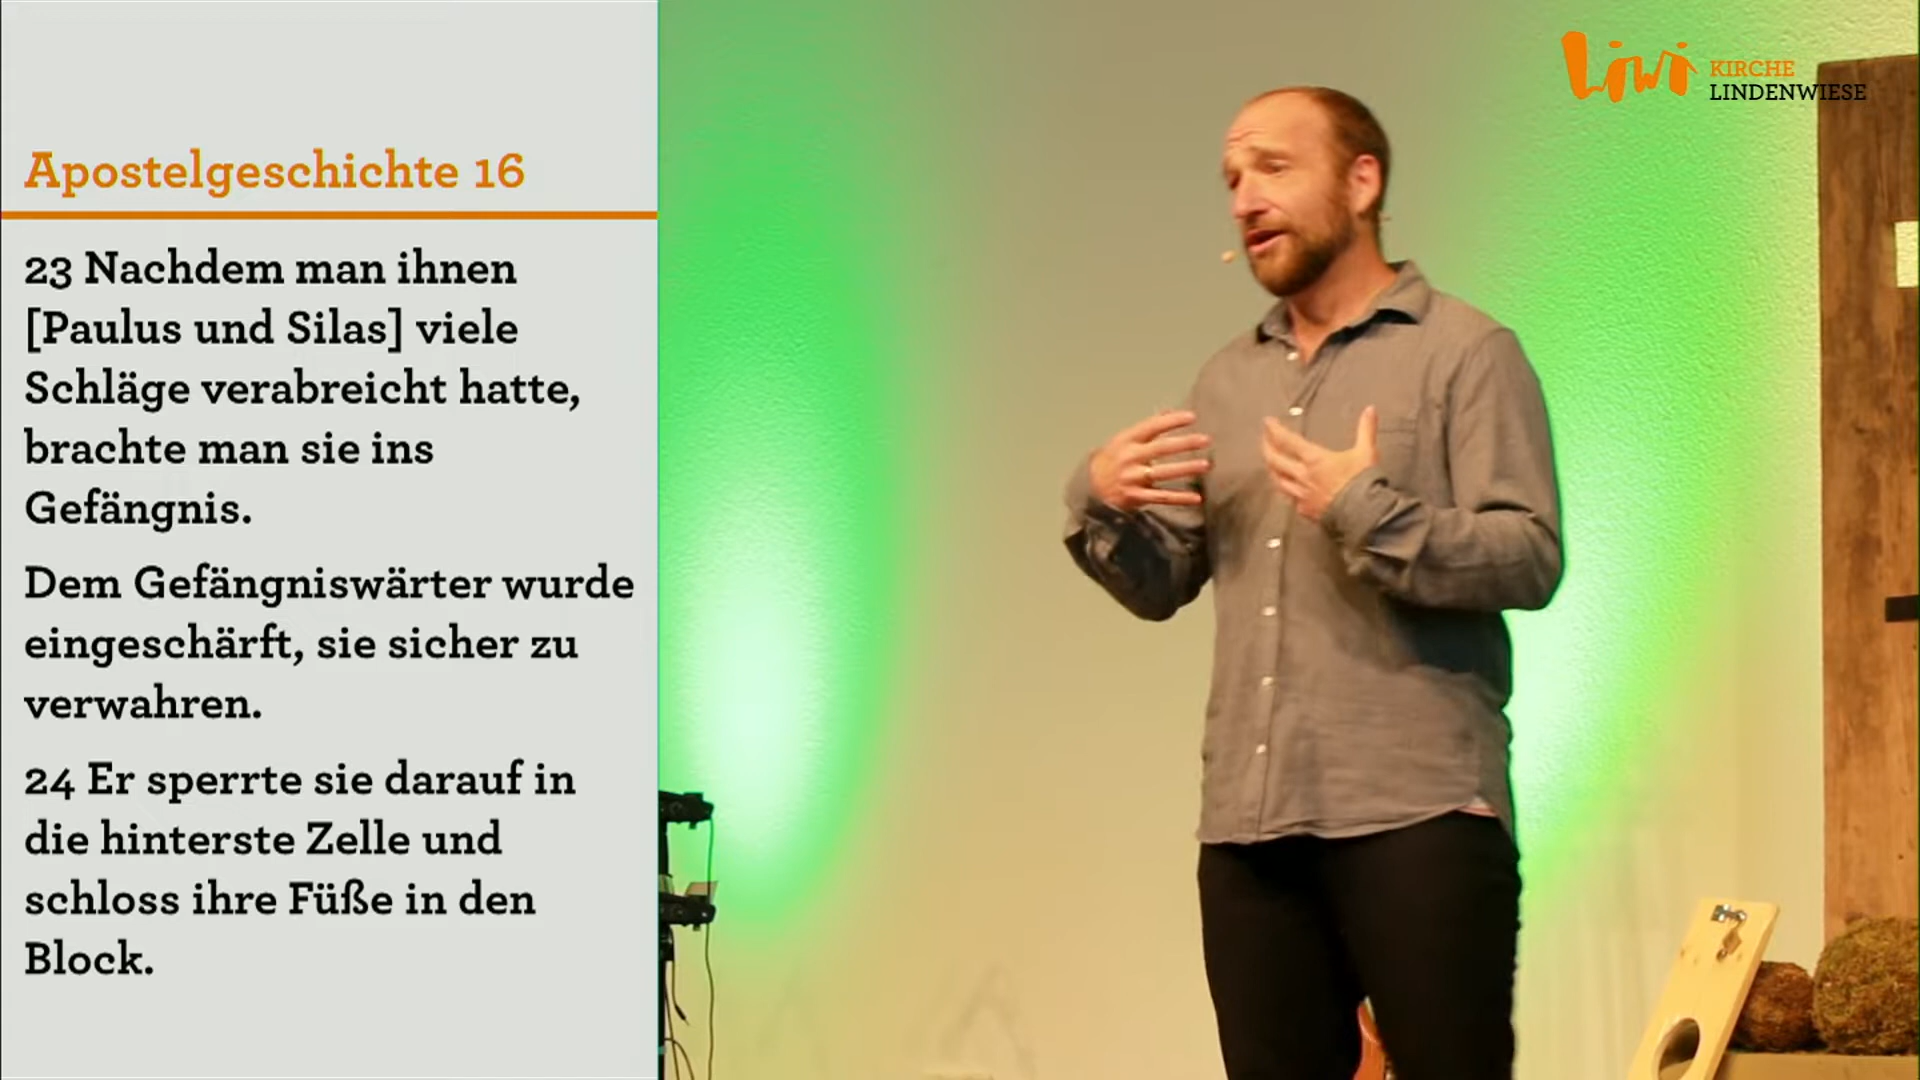 Apostelgeschichte 16
23 Nachdem man ihnen
[Paulus und Silas] viele
Schläge verabreicht hatte,
brachte man sie ins
Gefängnis.
Dem Gefängniswärter wurde
eingeschärft, sie sicher zu
verwahren.
24 Er sperrte sie darauf in
die hinterste Zelle und
schloss ihre Füße in den
Block.
Liwi
KIRCHE
LINDENWIESE